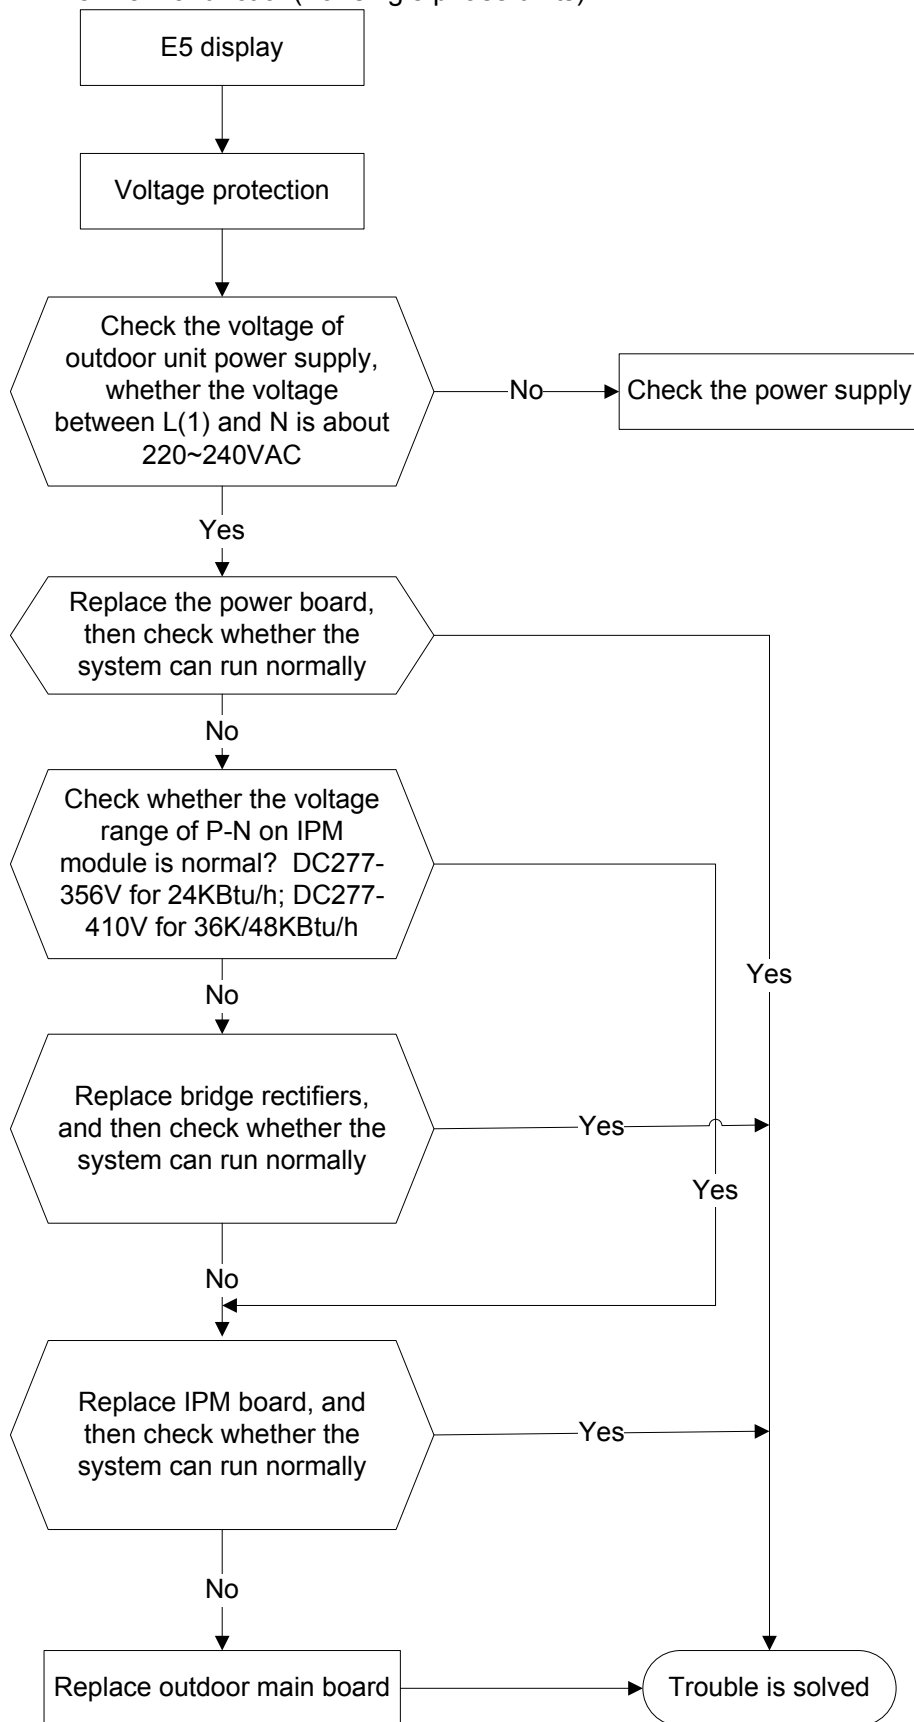 E5 display
Voltage protection
Check the voltage of
outdoor unit power supply,
whether the voltage
between L(1) and N is about
220~240VAC
No
Check the power supply
Yes
Replace the power board,
then check whether the
system can run normally
No
Check whether the voltage
range of P-N on IPM
module is normal? DC277-
356V for 24KBtu/h; DC277-
410V for 36K/48KBtu/h
Yes
No
Replace bridge rectifiers,
and then check whether the
system can run normally
Yes
Yes
No
Replace IPM board, and
then check whether the
system can run normally
Yes
No
Replace outdoor main board
Trouble is solved